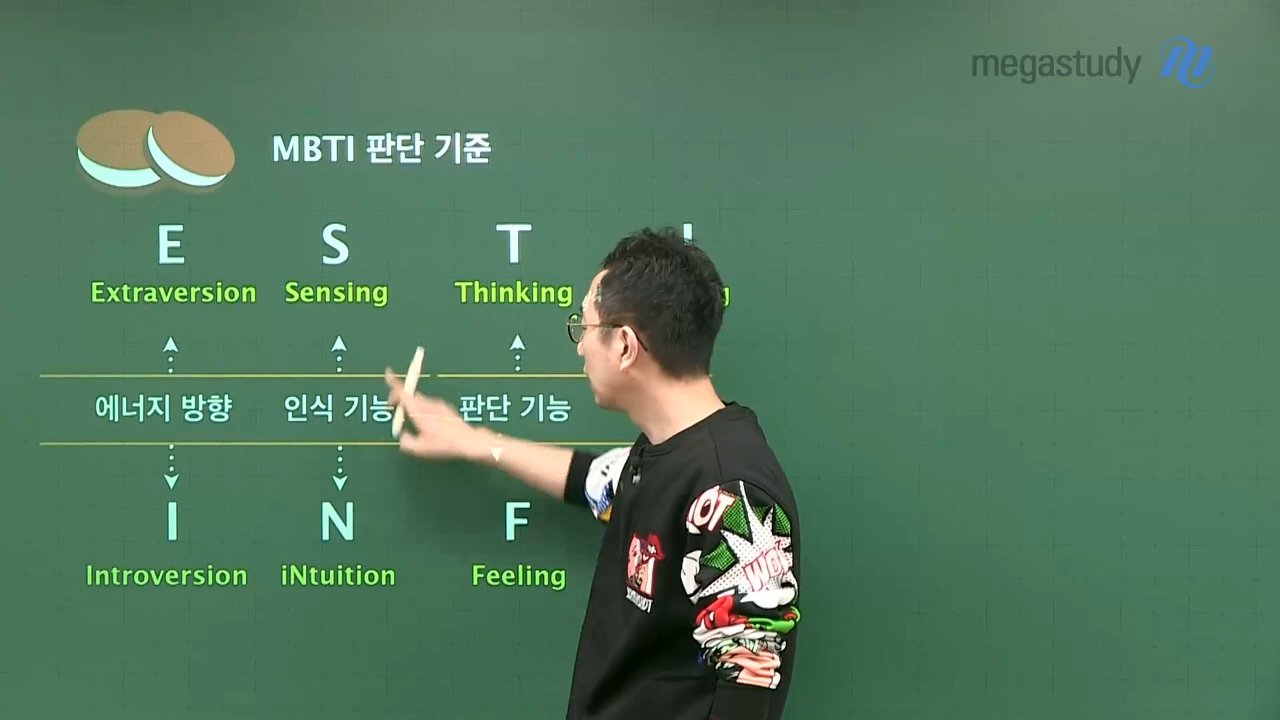 megastudy
MBTI 판단 기준
E S T
Extraversion Sensing Thinking
에너지 방향 인식 기능 판단 기능
I N F
Introversion iNtuition Feeling